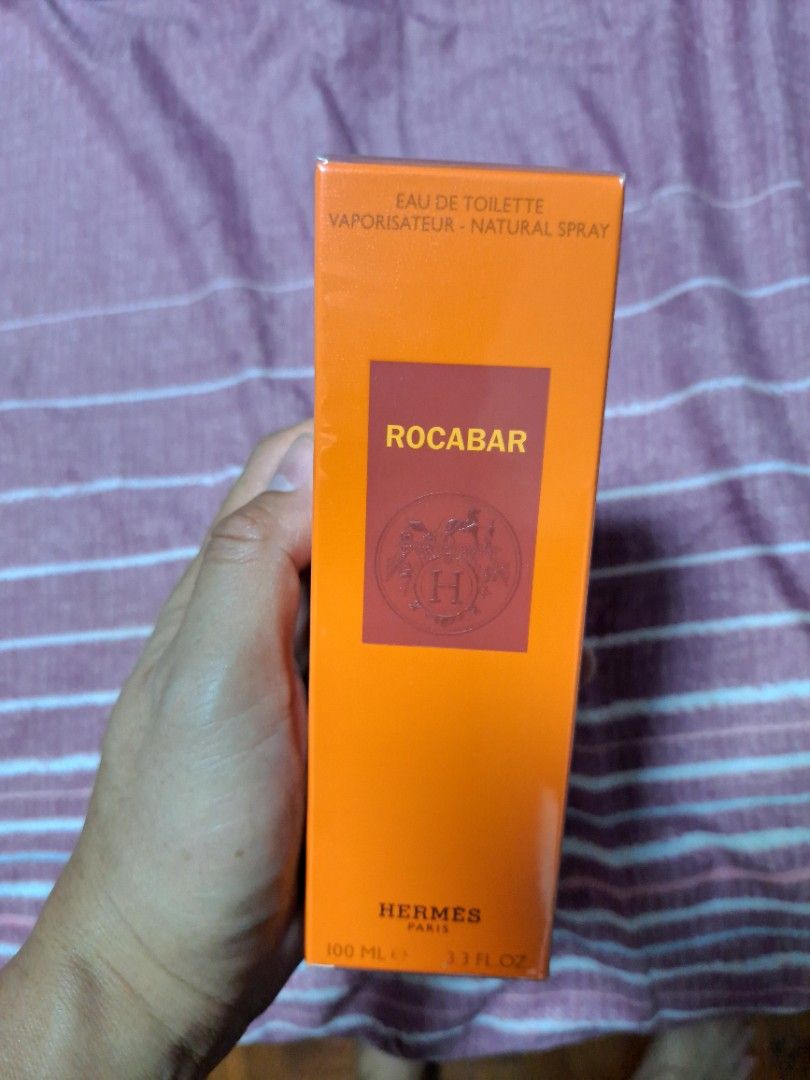 EAU DE TOILETTE
VAPORISATEUR - NATURAL SPRAY
ROCABAR
H
HERMÈS
PARIS
100 ML ℮ 3.3 FL.OZ.